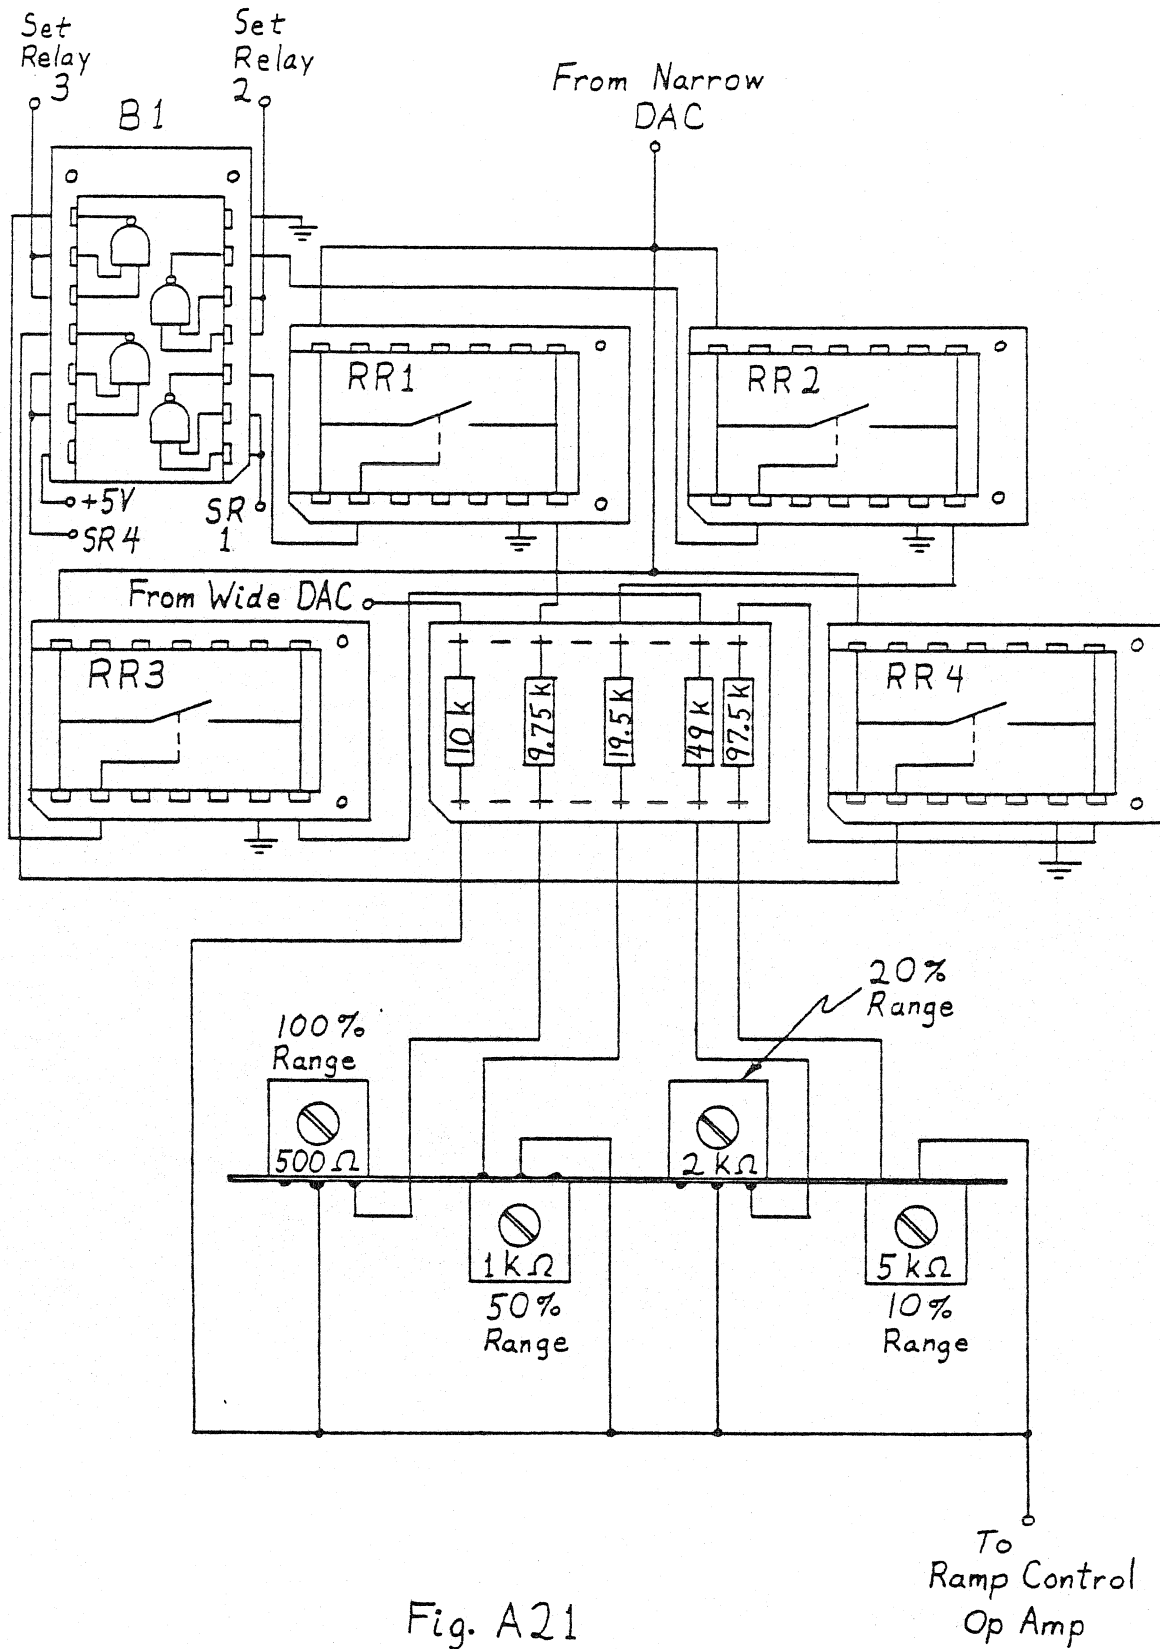 Set
Relay
3
Set
Relay
2
B1
From Narrow
DAC
RR1
RR2
+5V
SR4
SR
1
From Wide DAC
RR3
10k
9.75k
19.5k
49k
97.5k
RR4
20%
Range
100%
Range
500Ω
2kΩ
1kΩ
50%
Range
5kΩ
10%
Range
To
Ramp Control
Op Amp
Fig. A21